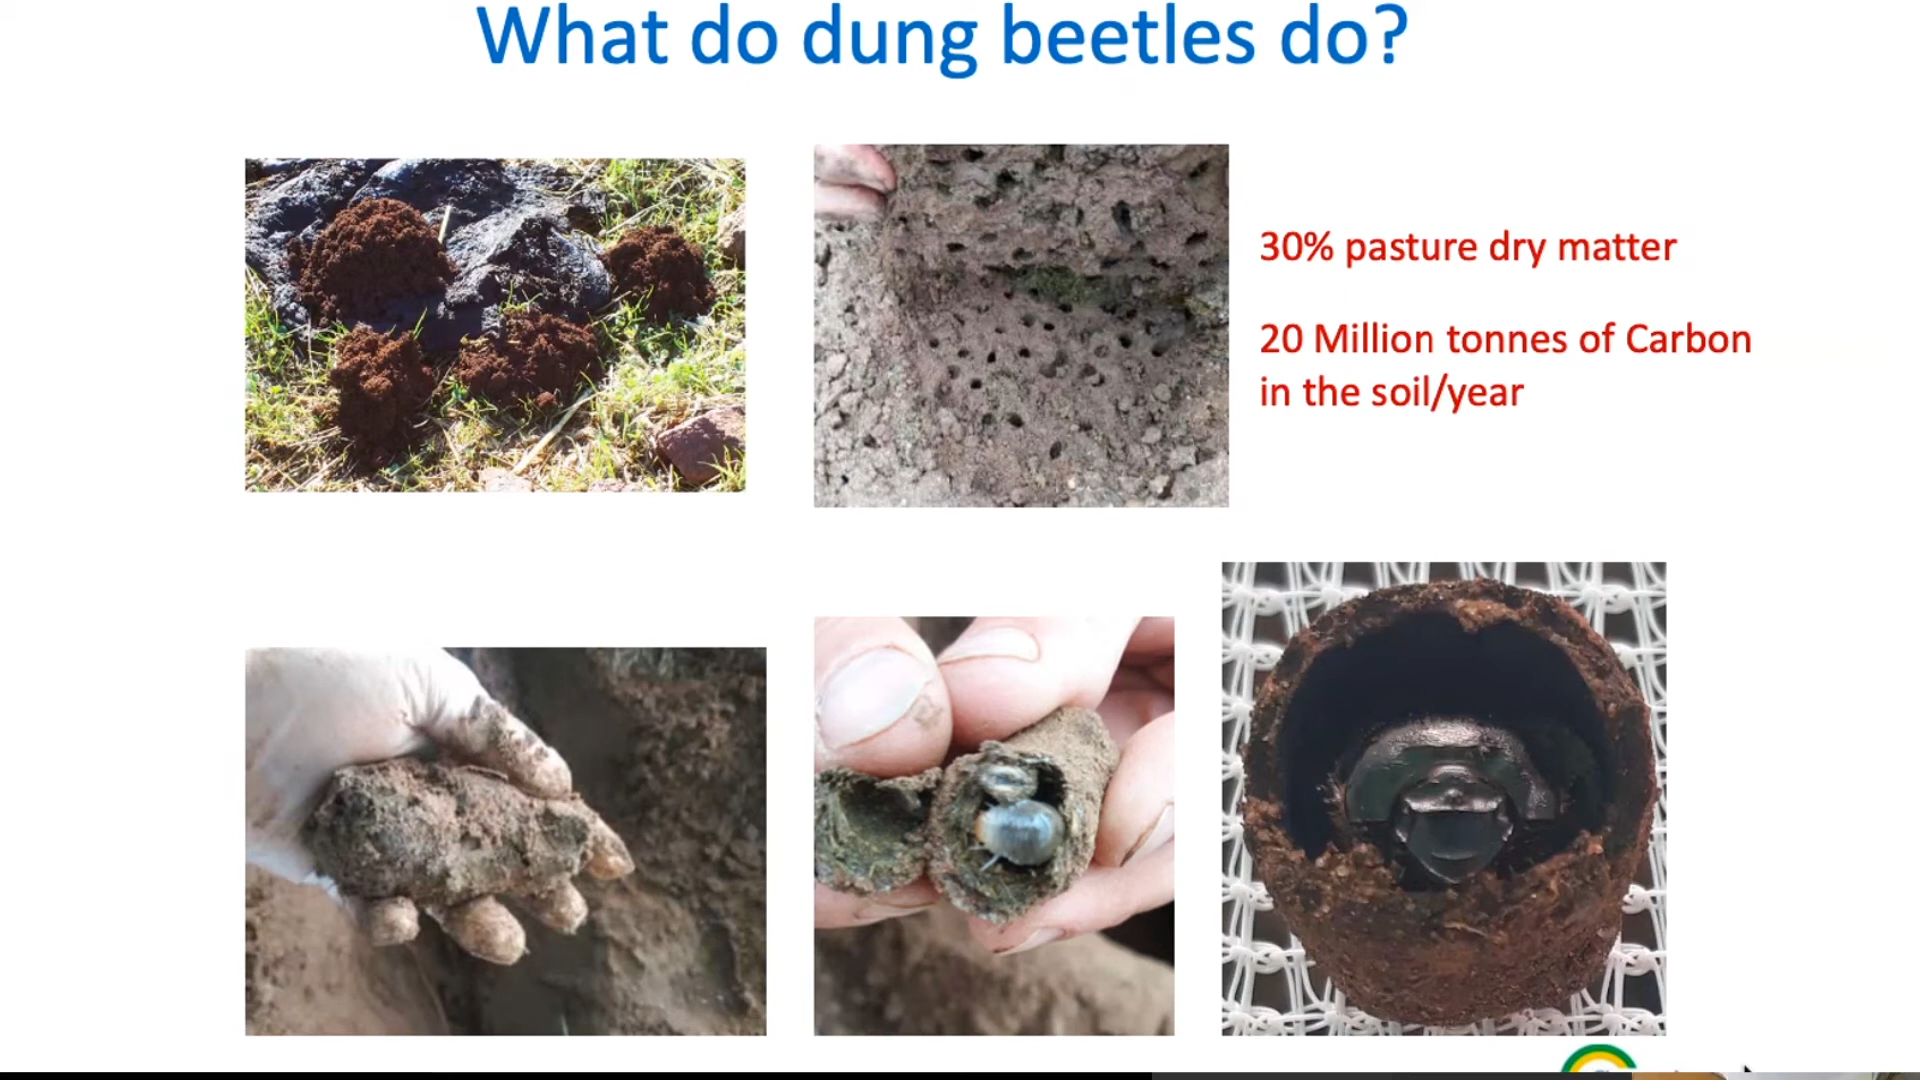 What do dung beetles do?
30% pasture dry matter
20 Million tonnes of Carbon
in the soil/year